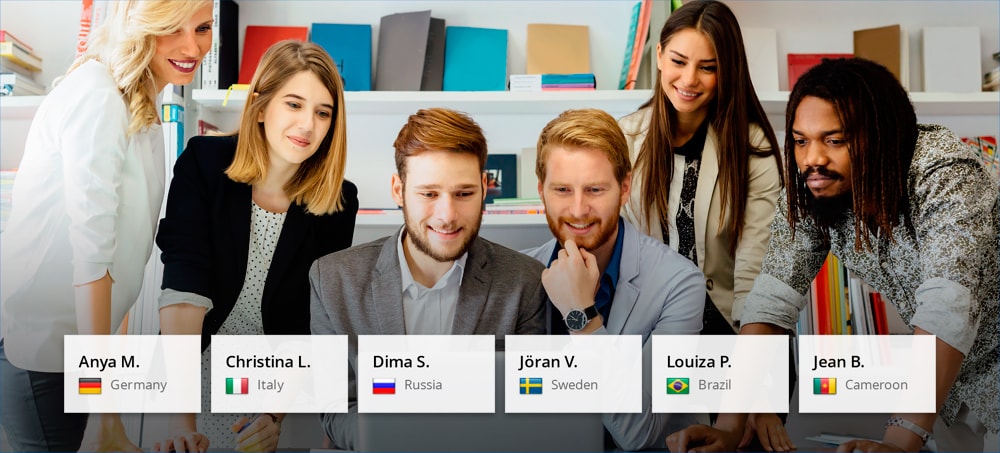 Anya M.
Germany
Christina L.
Italy
Dima S.
Russia
Jöran V.
Sweden
Louiza P.
Brazil
Jean B.
Cameroon